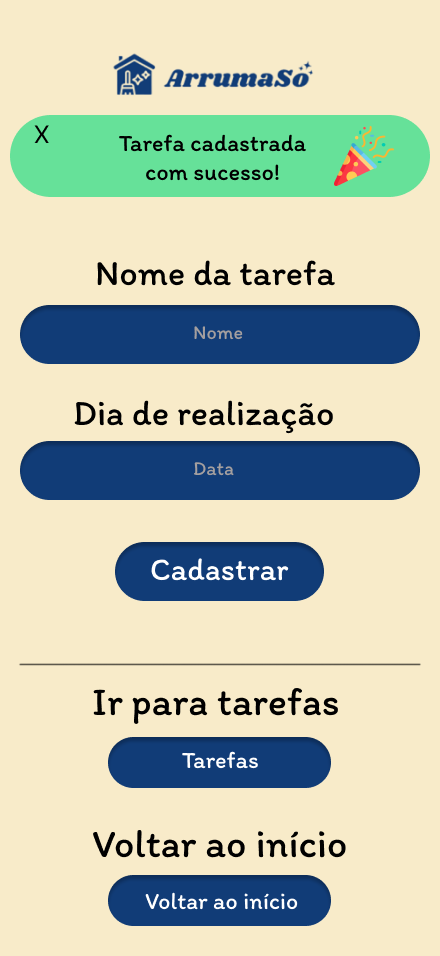 ArrumaSó
X
Tarefa cadastrada
com sucesso!
Nome da tarefa
Nome
Dia de realização
Data
Cadastrar
Ir para tarefas
Tarefas
Voltar ao início
Voltar ao início